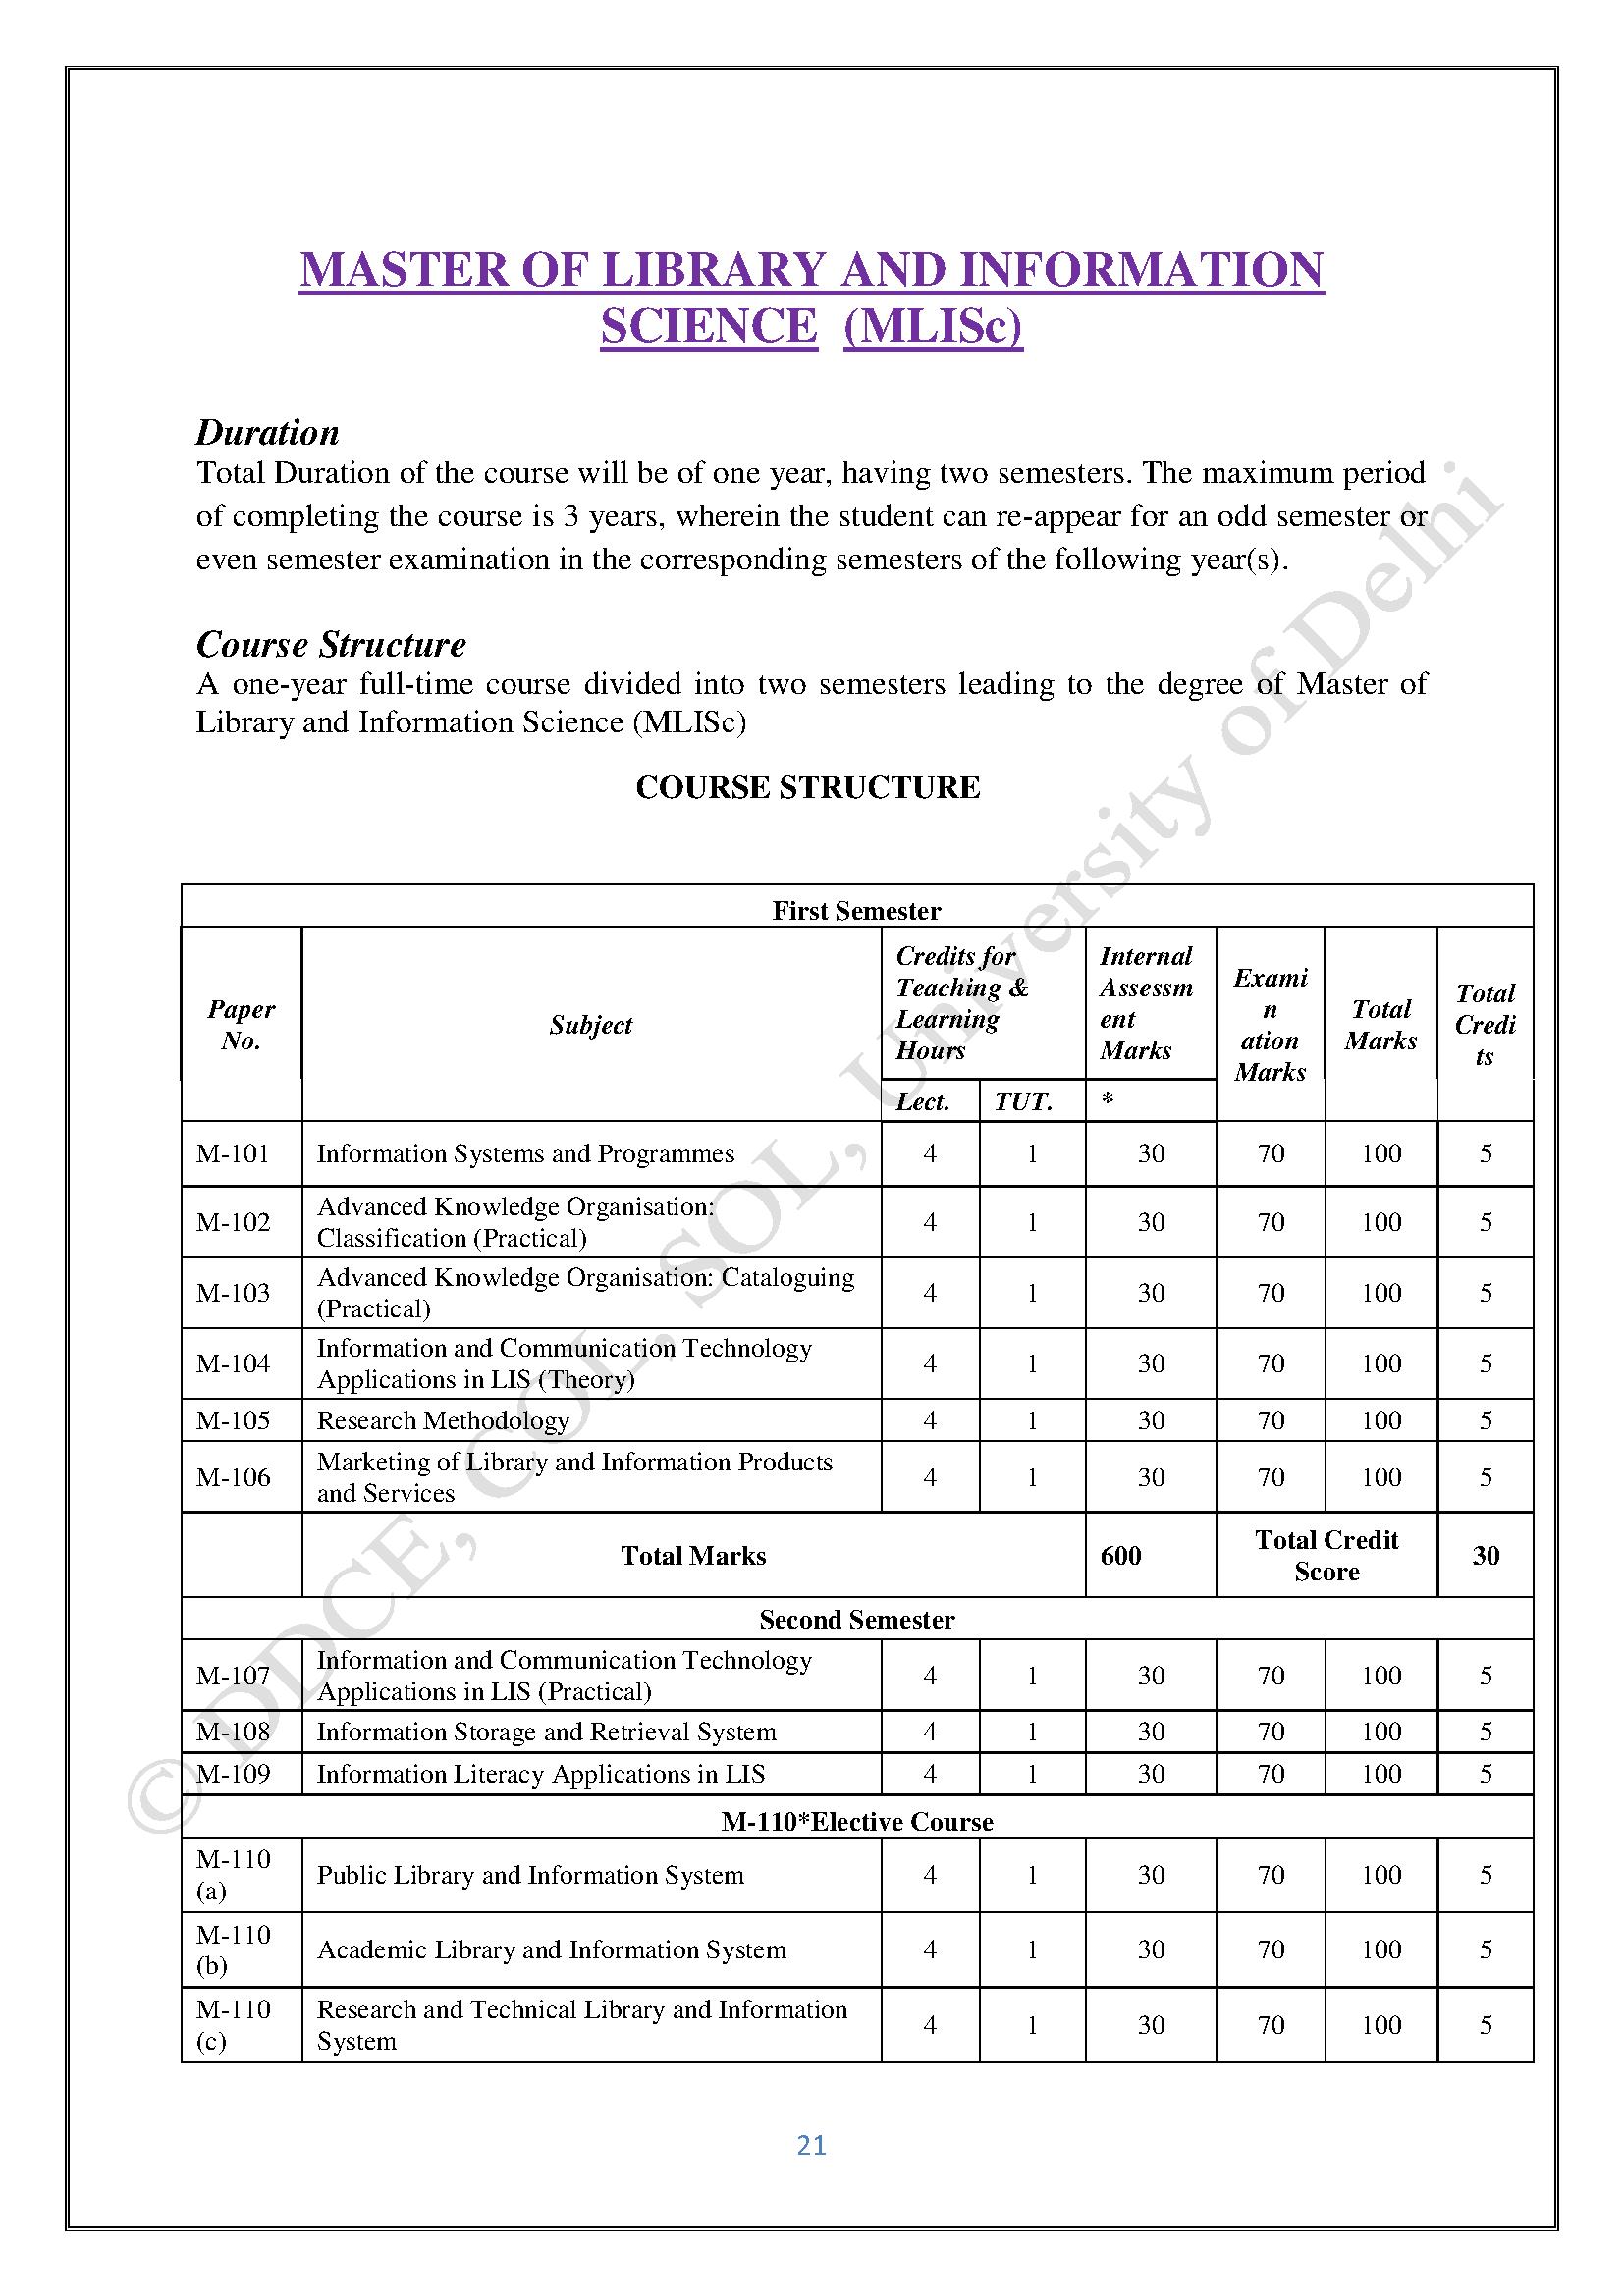 MASTER OF LIBRARY AND INFORMATION
SCIENCE (MLISc)
Duration
Total Duration of the course will be of one year, having two semesters. The maximum period
of completing the course is 3 years, wherein the student can re-appear for an odd semester or
even semester examination in the corresponding semesters of the following year(s).
Course Structure
A one-year full-time course divided into two semesters leading to the degree of Master of
Library and Information Science (MLISc)
COURSE STRUCTURE
First Semester
Paper No. Subject Credits for Teaching & Learning Hours Internal Assessm ent Marks Exami n ation Marks Total Marks Total Credi ts
Lect. TUT. *
M-101 Information Systems and Programmes 4 1 30 70 100 5
M-102 Advanced Knowledge Organisation:
Classification (Practical) 4 1 30 70 100 5
M-103 Advanced Knowledge Organisation: Cataloguing
(Practical) 4 1 30 70 100 5
M-104 Information and Communication Technology
Applications in LIS (Theory) 4 1 30 70 100 5
M-105 Research Methodology 4 1 30 70 100 5
M-106 Marketing of Library and Information Products
and Services 4 1 30 70 100 5
Total Marks 600 Total Credit Score 30
Second Semester
M-107 Information and Communication Technology
Applications in LIS (Practical) 4 1 30 70 100 5
M-108 Information Storage and Retrieval System 4 1 30 70 100 5
M-109 Information Literacy Applications in LIS 4 1 30 70 100 5
M-110*Elective Course
M-110
(a) Public Library and Information System 4 1 30 70 100 5
M-110
(b) Academic Library and Information System 4 1 30 70 100 5
M-110 Research and Technical Library and Information
(c) System 4 1 30 70 100 5
21
© DDCE, COL, SOL, University of Delhi